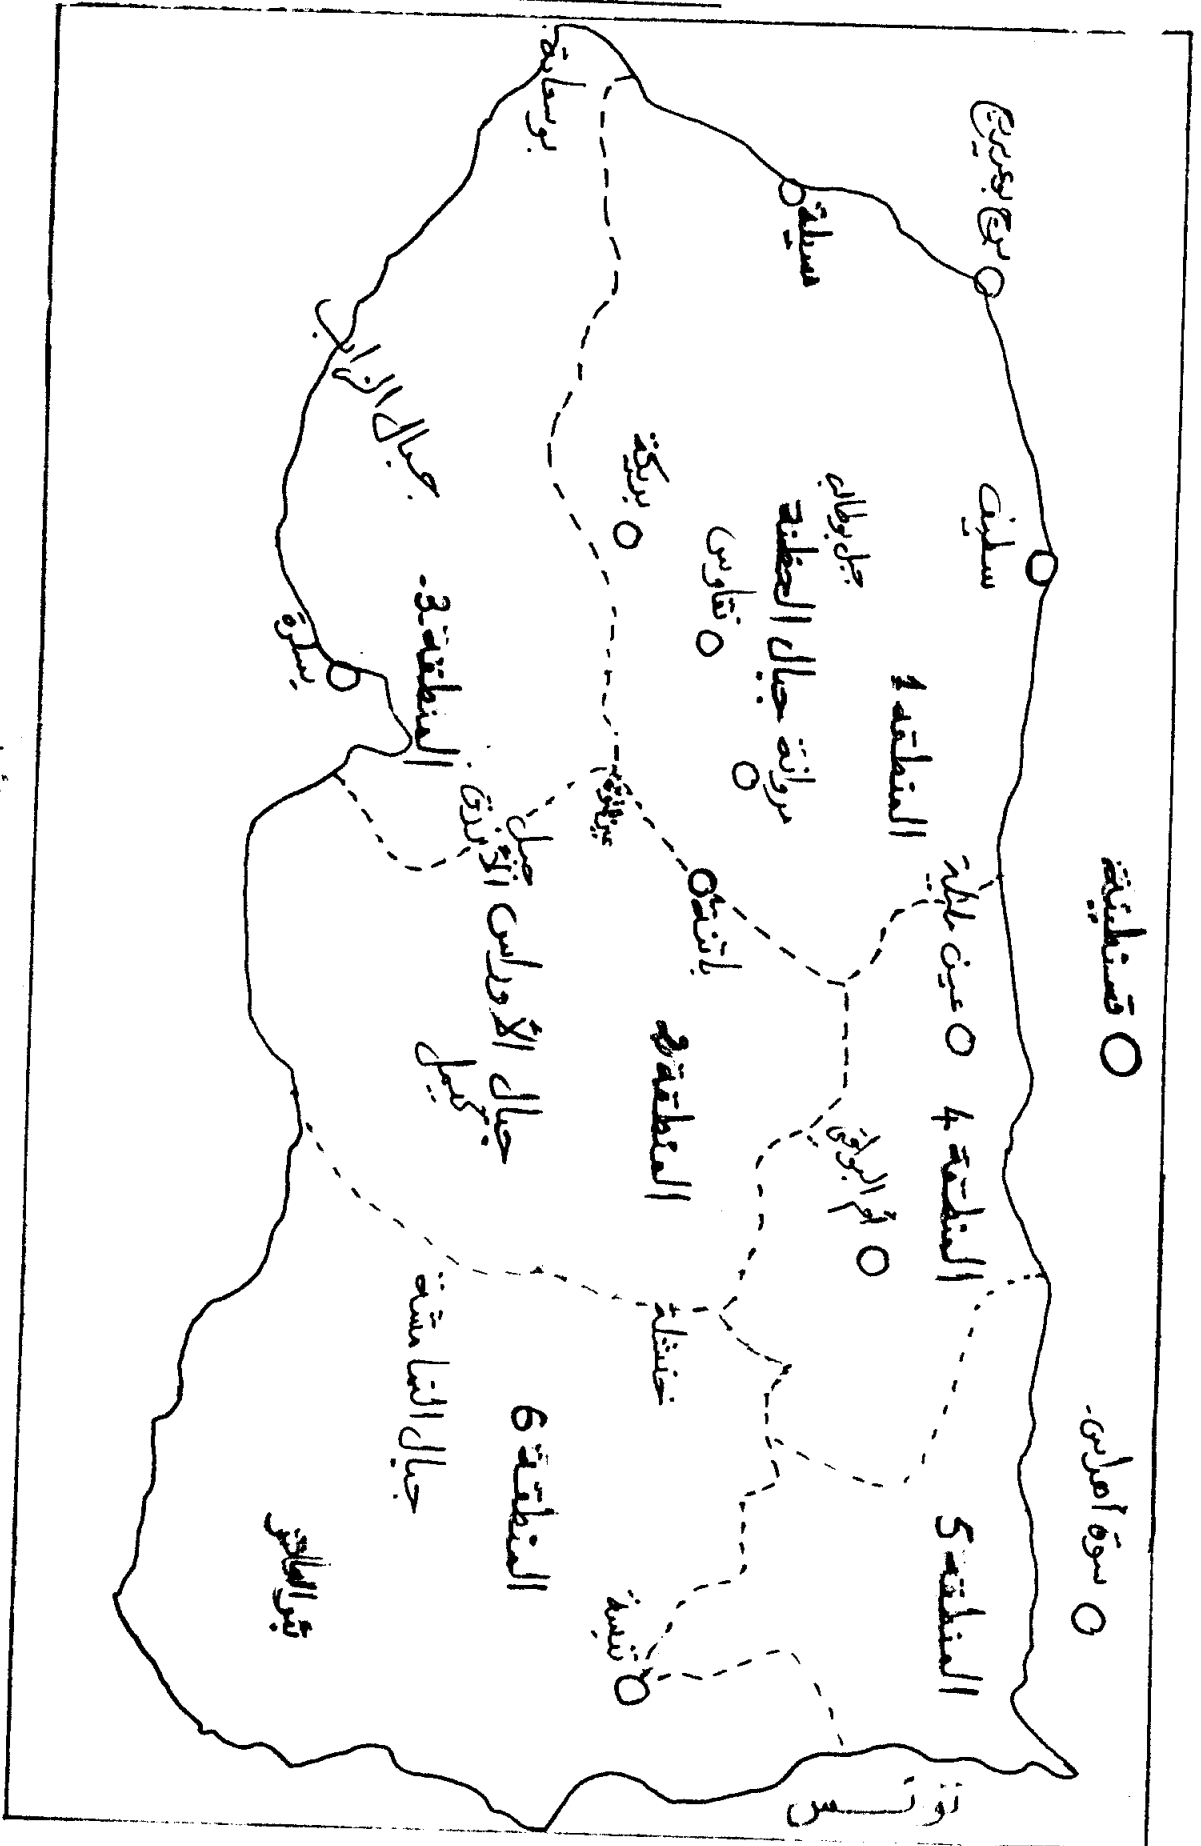 قسنطينة
سوق أهراس
برج بوعريريج
سطيف
عين مليلة
المنطقة 4
المنطقة 5
المنطقة 1
أم البواقي
مسيلة
جبل بوطالب
جبال الحضنة
مروانة
نقاوس
باتنة
بريكة
المنطقة 2
خنشلة
تبسة
بوسعادة
جبل الأزرق
جبال الأوراس
كيمل
المنطقة 6
المنطقة 3
جبال النمامشة
جبال الزاب
بسكرة
بئر العاتر
تونس